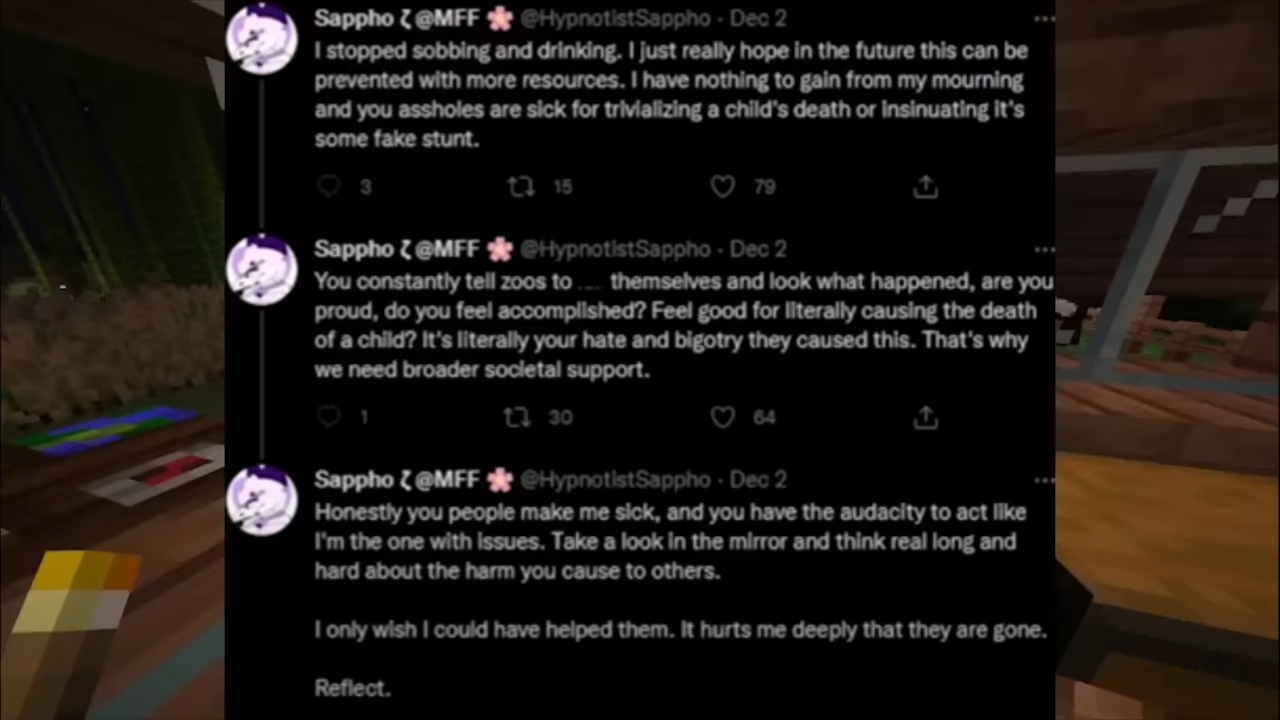 Sappho ζ@MFF 🌸 @HypnotistSappho · Dec 2
I stopped sobbing and drinking. I just really hope in the future this can be
prevented with more resources. I have nothing to gain from my mourning
and you assholes are sick for trivializing a child's death or insinuating it's
some fake stunt.
3 15 79
Sappho ζ@MFF 🌸 @HypnotistSappho · Dec 2
You constantly tell zoos to themselves and look what happened, are you
proud, do you feel accomplished? Feel good for literally causing the death
of a child? It's literally your hate and bigotry they caused this. That's why
we need broader societal support.
1 30 64
Sappho ζ@MFF 🌸 @HypnotistSappho · Dec 2
Honestly you people make me sick, and you have the audacity to act like
I'm the one with issues. Take a look in the mirror and think real long and
hard about the harm you cause to others.
I only wish I could have helped them. It hurts me deeply that they are gone.
Reflect.